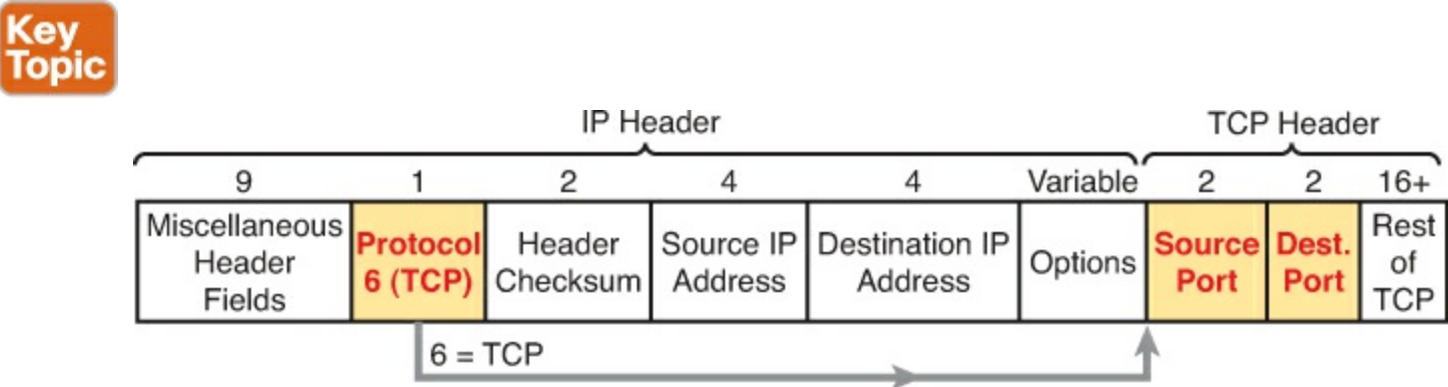 Key
Topic
IP Header
TCP Header
9
1
2
4
4
Variable
2
2
16+
Miscellaneous
Header
Fields
Protocol
6 (TCP)
Header
Checksum
Source IP
Address
Destination IP
Address
Options
Source
Port
Dest.
Port
Rest
of
TCP
6 = TCP